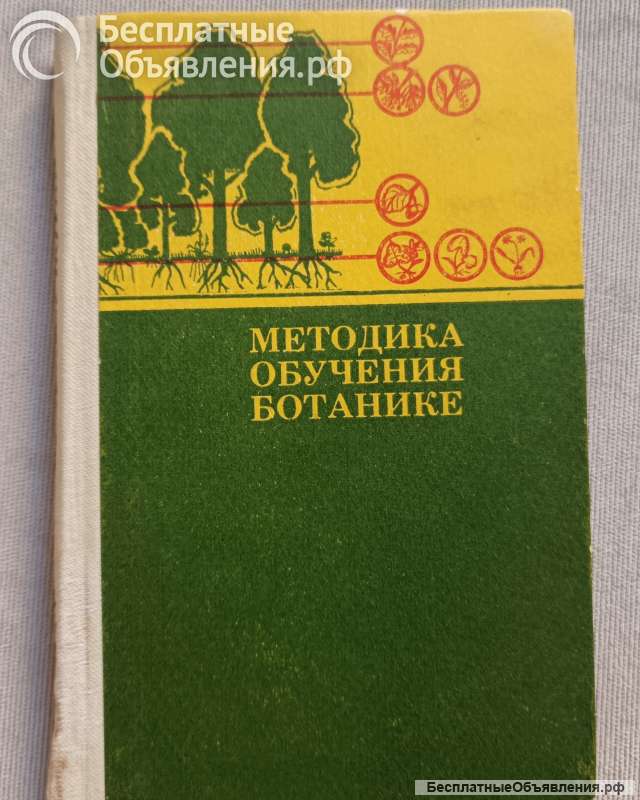 Бесплатные
Объявления.рф
МЕТОДИКА
ОБУЧЕНИЯ
БОТАНИКЕ
БесплатныеОбъявления.рф